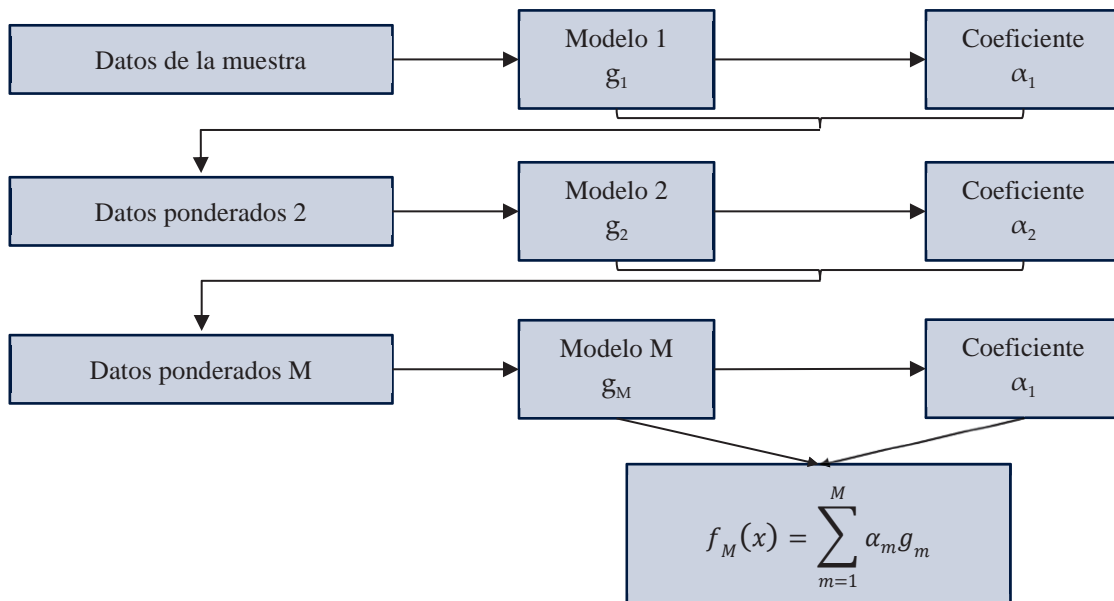 Datos de la muestra
Modelo 1
g₁
Coeficiente
α₁
Datos ponderados 2
Modelo 2
g₂
Coeficiente
α₂
Datos ponderados M
Modelo M
g_M
Coeficiente
α₁
f_M(x) = ∑_{m=1}^{M} α_m g_m